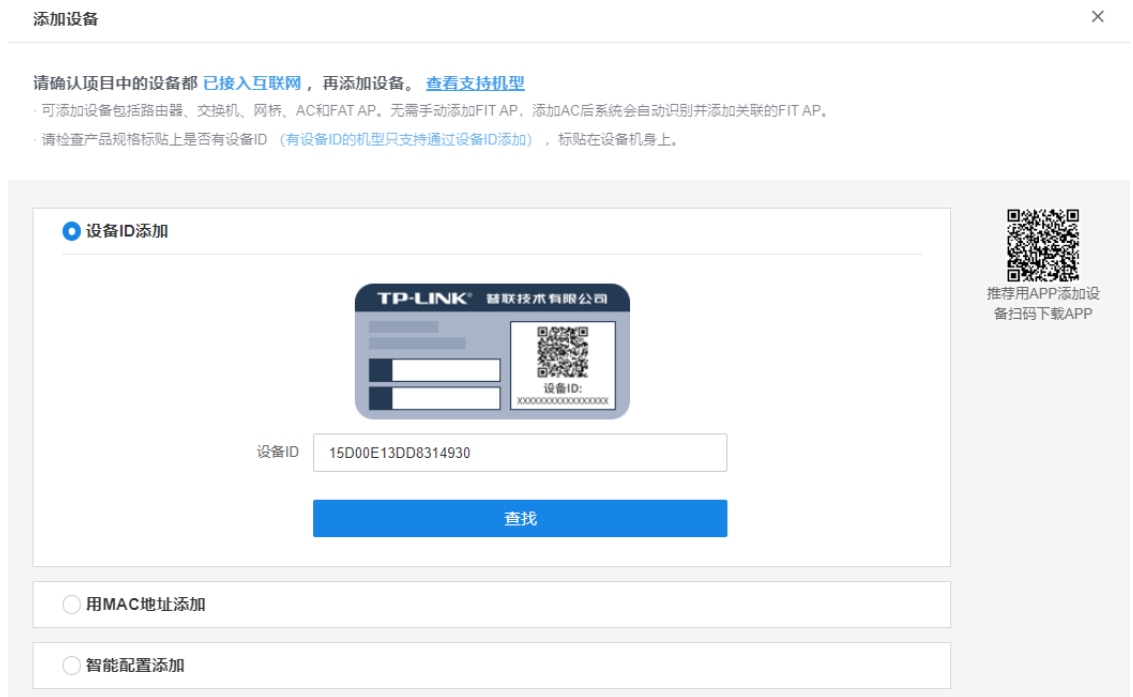 添加设备
请确认项目中的设备都 已接入互联网 ，再添加设备。 查看支持机型
· 可添加设备包括路由器、交换机、网桥、AC和FAT AP。无需手动添加FIT AP，添加AC后系统会自动识别并添加关联的FIT AP。
· 请检查产品规格标贴上是否有设备ID （有设备ID的机型只支持通过设备ID添加） ，标贴在设备机身上。
设备ID添加
TP-LINK® 普联技术有限公司
设备ID:
XXXXXXXXXXXXXXXXX
设备ID 15D00E13DD8314930
查找
用MAC地址添加
智能配置添加
推荐用APP添加设
备扫码下载APP